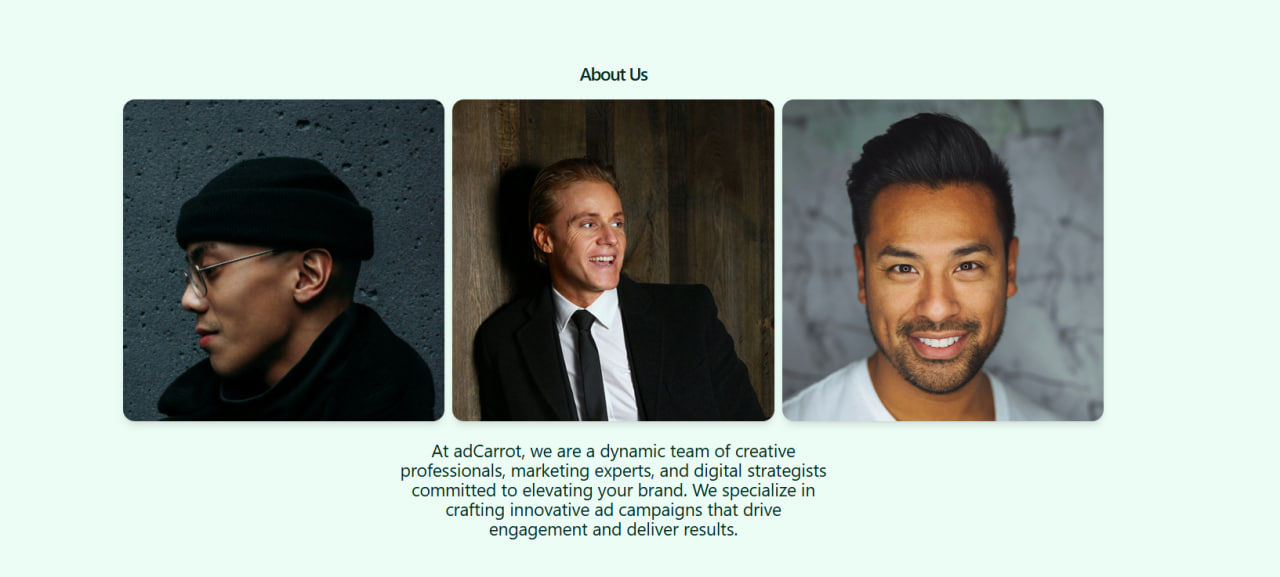 About Us
At adCarrot, we are a dynamic team of creative
professionals, marketing experts, and digital strategists
committed to elevating your brand. We specialize in
crafting innovative ad campaigns that drive
engagement and deliver results.